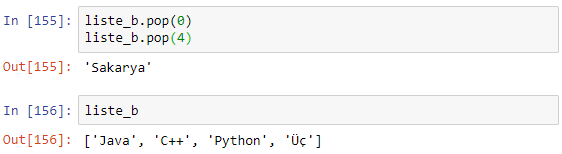 In [155]: liste_b.pop(0)
liste_b.pop(4)
Out[155]: 'Sakarya'
In [156]: liste_b
Out[156]: ['Java', 'C++', 'Python', 'Üç']